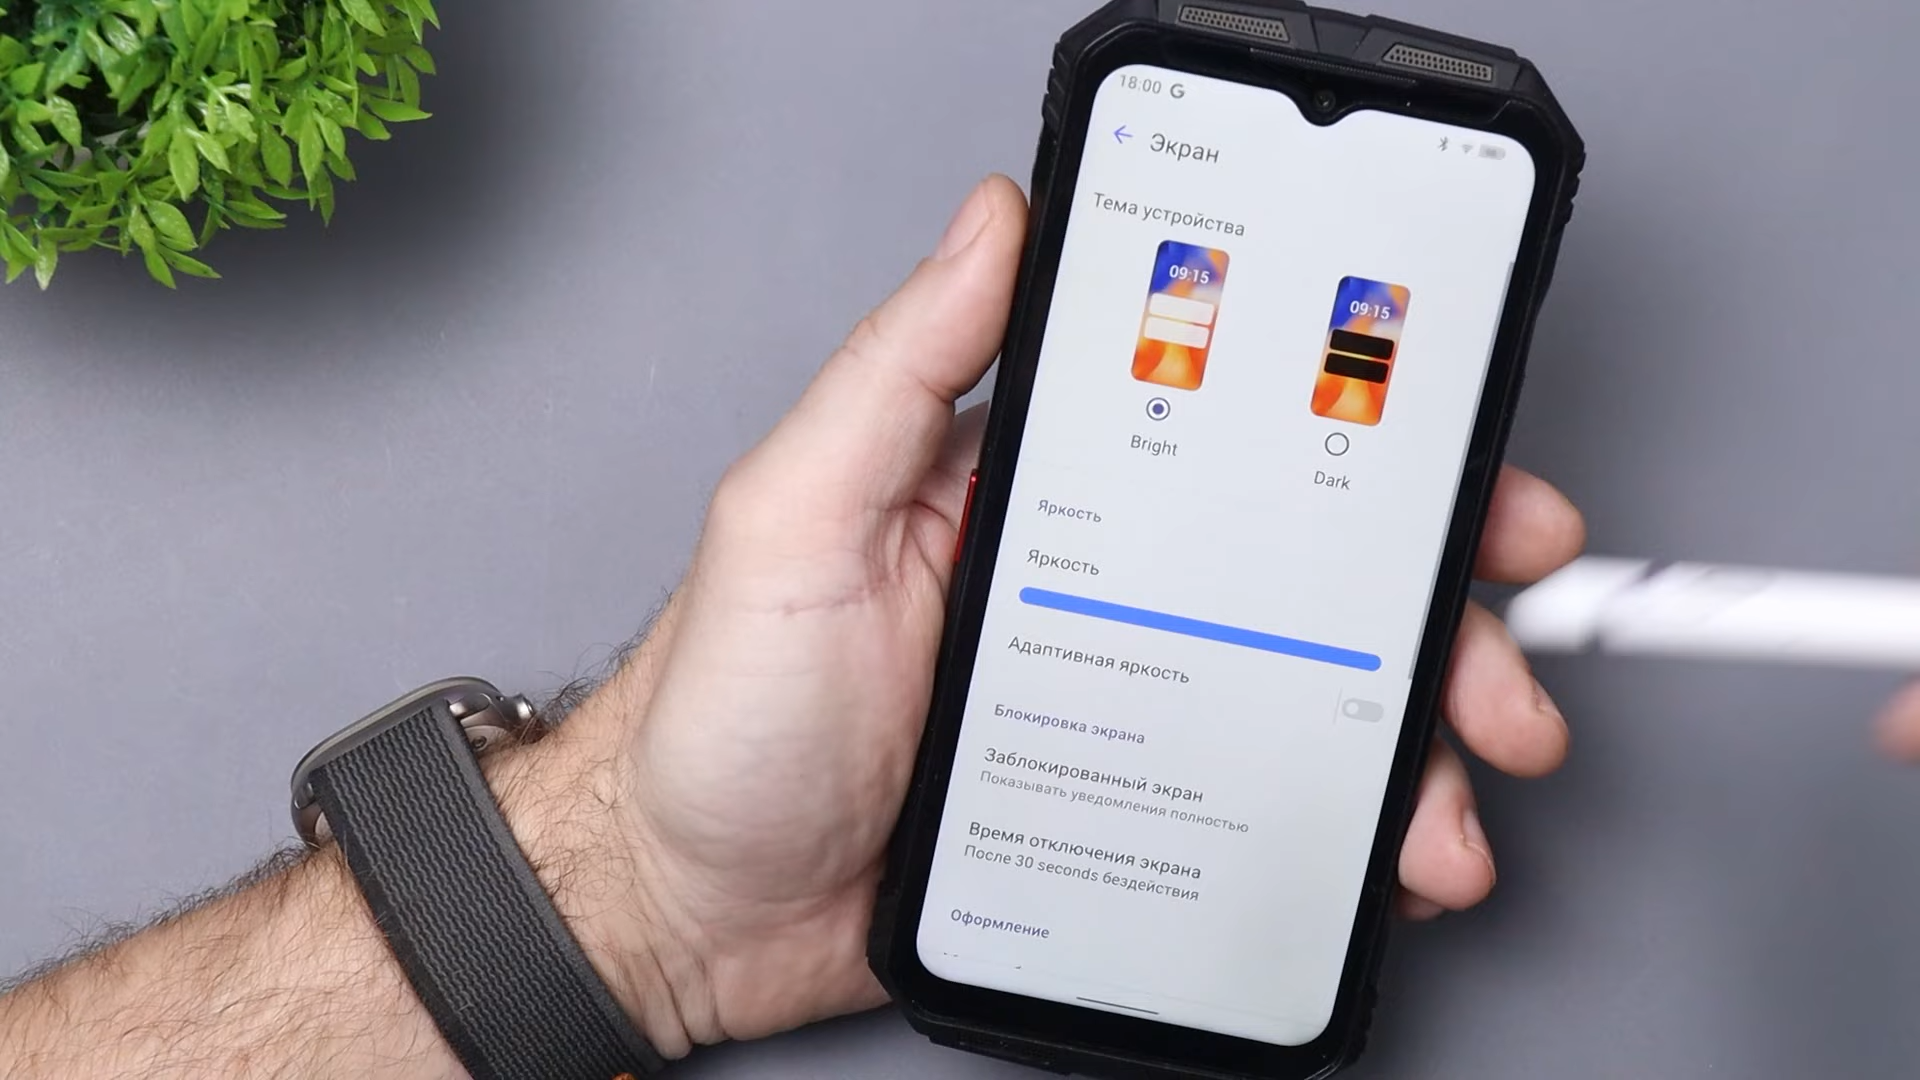 18:00 G
Экран
Тема устройства
09:15
09:15
Bright
Dark
Яркость
Яркость
Адаптивная яркость
Блокировка экрана
Заблокированный экран
Показывать уведомления полностью
Время отключения экрана
После 30 seconds бездействия
Оформление